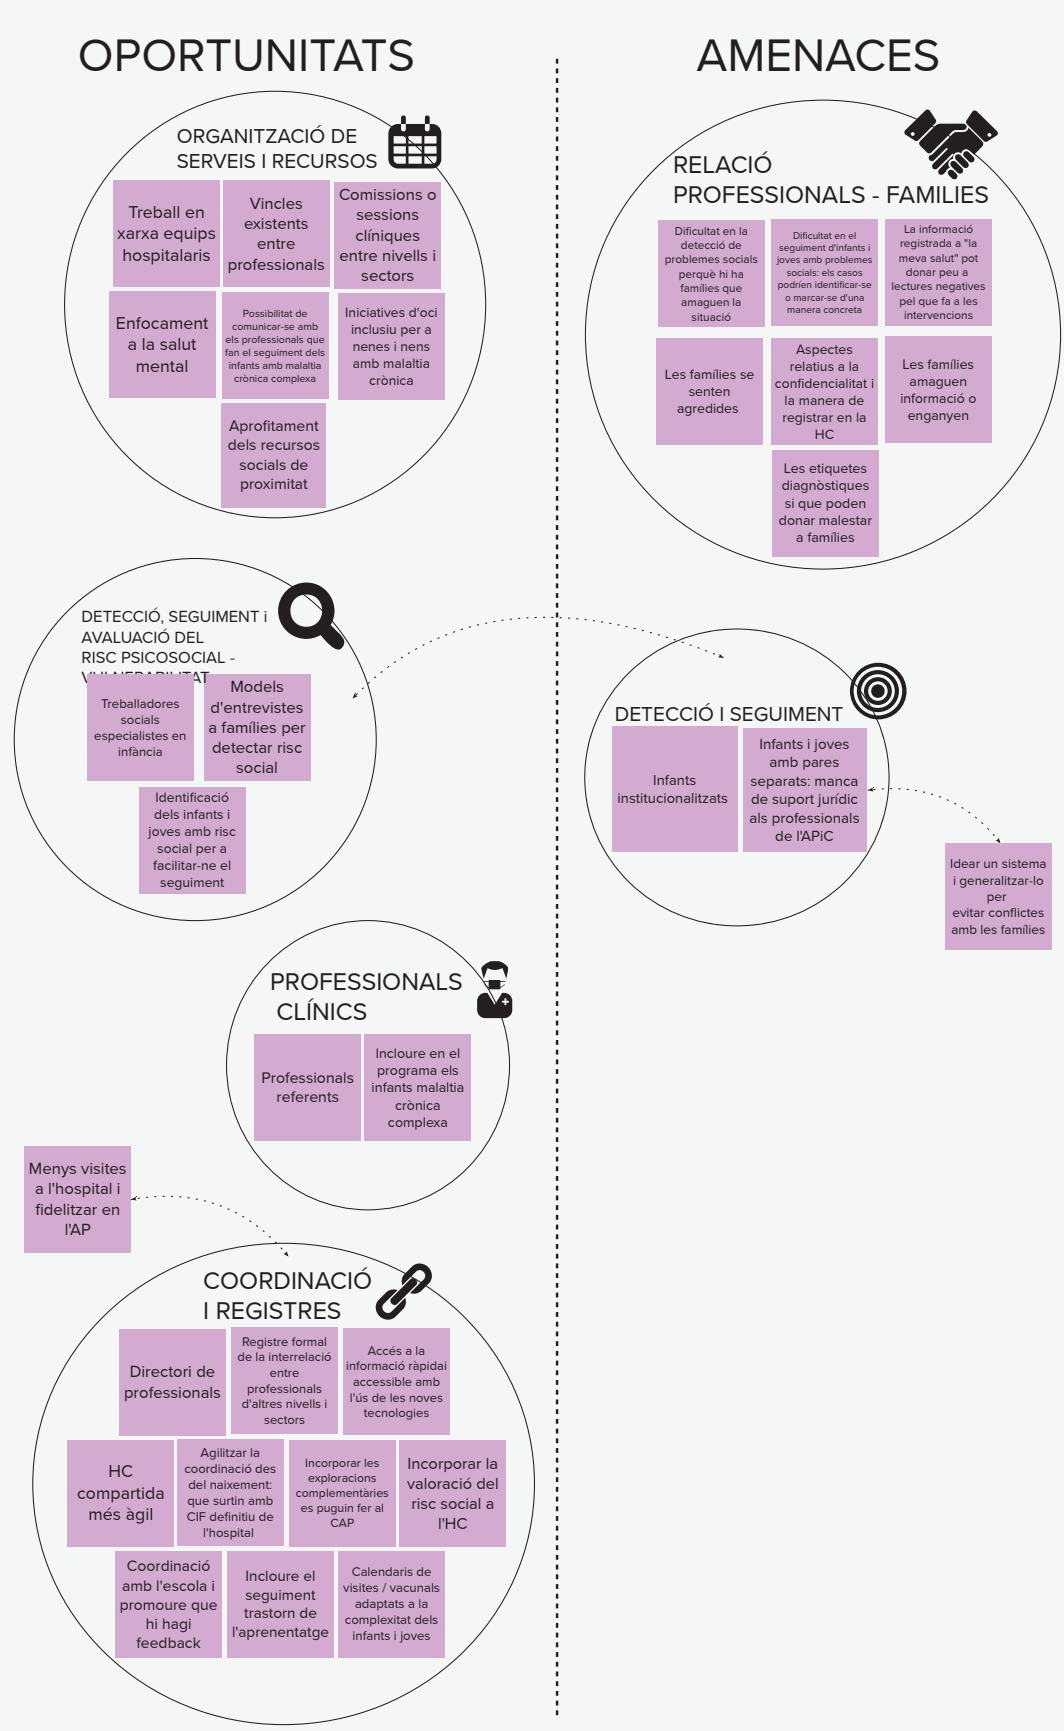 OPORTUNITATS
ORGANITZACIÓ DE
SERVEIS I RECURSOS
Treball en
xarxa equips
hospitalaris
Vincles
existents
entre
professionals
Comissions o
sessions
clíniques
entre nivells i
sectors
Enfocament
a la salut
mental
Possibilitat de
comunicar-se amb
els professionals que
fan el seguiment dels
infants amb malaltia
crònica complexa
Iniciatives d'oci
inclusiu per a
nenes i nens
amb malaltia
crònica
Aprofitament
dels recursos
socials de
proximitat
DETECCIÓ, SEGUIMENT i
AVALUACIÓ DEL
RISC PSICOSOCIAL -
VULNERABILITAT
Treballadores
socials
especialistes en
infància
Models
d'entrevistes
a famílies per
detectar risc
social
Identificació
dels infants i
joves amb risc
social per a
facilitar-ne el
seguiment
PROFESSIONALS
CLÍNICS
Professionals
referents
Incloure en el
programa els
infants malaltia
crònica
complexa
Menys visites
a l'hospital i
fidelitzar en
l'AP
COORDINACIÓ
I REGISTRES
Directori de
professionals
Registre formal
de la interrelació
entre
professionals
d'altres nivells i
sectors
Accés a la
informació ràpidai
accessible amb
l'ús de les noves
tecnologies
HC
compartida
més àgil
Agilitzar la
coordinació des
del naixement:
que surtin amb
CIF definitiu de
l'hospital
Incorporar les
exploracions
complementàries
es puguin fer al
CAP
Incorporar la
valoració del
risc social a
l'HC
Coordinació
amb l'escola i
promoure que
hi hagi
feedback
Incloure el
seguiment
trastorn de
l'aprenentatge
Calendaris de
visites / vacunals
adaptats a la
complexitat dels
infants i joves
AMENACES
RELACIÓ
PROFESSIONALS - FAMILIES
Dificultat en la
detecció de
problemes socials
perquè hi ha
famílies que
amaguen la
situació
Dificultat en el
seguiment d'infants i
joves amb problemes
socials: els casos
podríen identificar-se
o marcar-se d'una
manera concreta
La informació
registrada a "la
meva salut" pot
donar peu a
lectures negatives
pel que fa a les
intervencions
Les famílies se
senten
agredides
Aspectes
relatius a la
confidencialitat i
la manera de
registrar en la
HC
Les famílies
amaguen
informació o
enganyen
Les etiquetes
diagnòstiques
si que poden
donar malestar
a famílies
DETECCIÓ I SEGUIMENT
Infants
institucionalitzats
Infants i joves
amb pares
separats: manca
de suport jurídic
als professionals
de l'APiC
Idear un sistema
i generalitzar-lo
per
evitar conflictes
amb les famílies